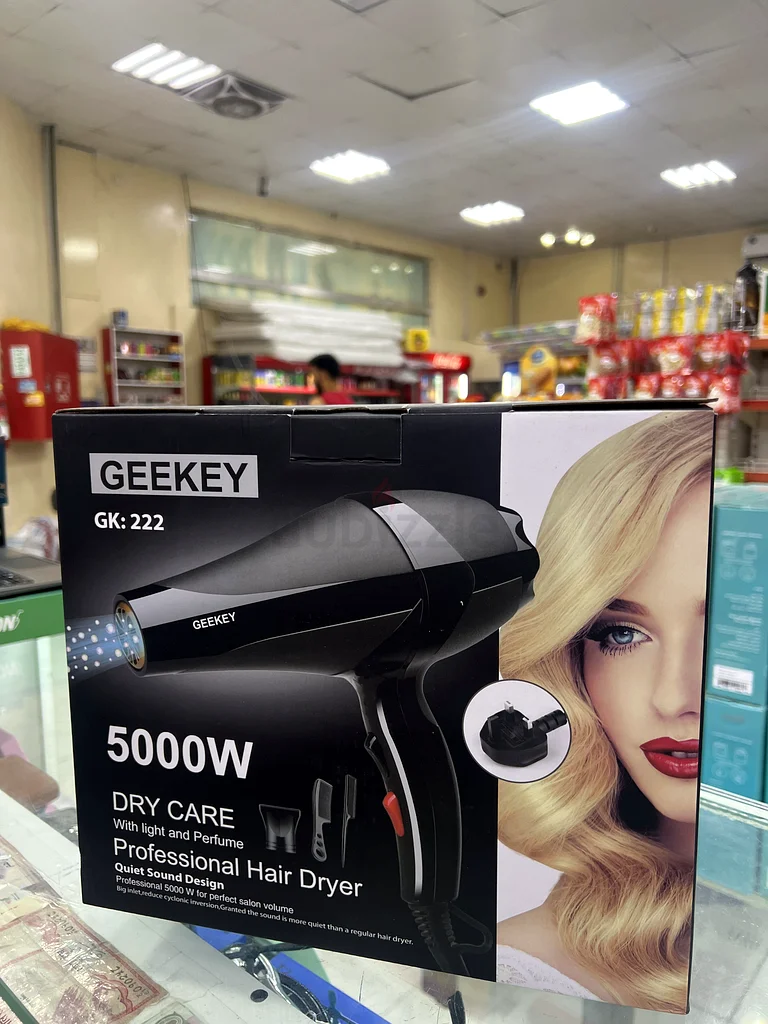 GEEKEY
GK: 222
dubizzle
GEEKEY
5000W
DRY CARE
With light and Perfume
Professional Hair Dryer
Quiet Sound Design
Professional 5000 W for perfect salon volume
Big inlet,reduce cyclonic inversion,Granted the sound is more quiet than a regular hair dryer.